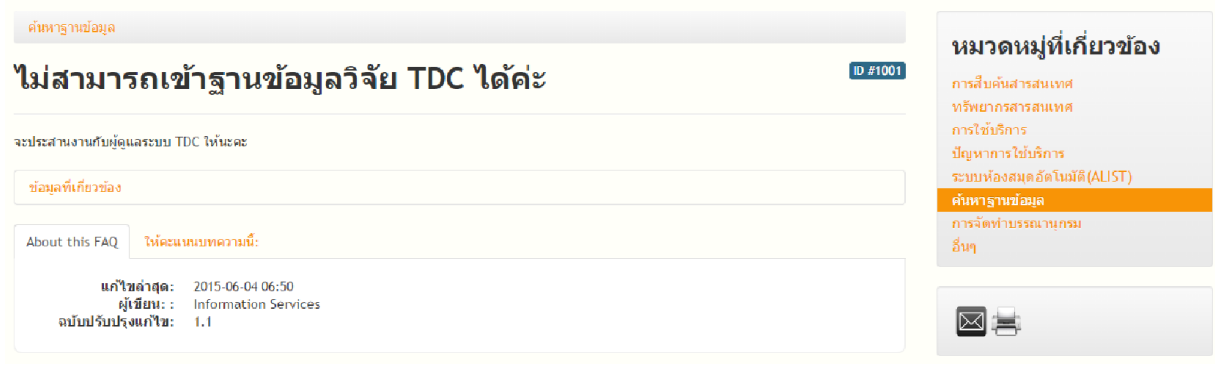 ค้นหาฐานข้อมูล
ไม่สามารถเข้าฐานข้อมูลวิจัย TDC ได้ค่ะ
ID #1001
จะประสานงานกับผู้ดูแลระบบ TDC ให้นะคะ
ข้อมูลที่เกี่ยวข้อง
About this FAQ ให้คะแนนบทความนี้:
แก้ไขล่าสุด: 2015-06-04 06:50
ผู้เขียน: : Information Services
ฉบับปรับปรุงแก้ไข: 1.1
หมวดหมู่ที่เกี่ยวข้อง
การสืบค้นสารสนเทศ
ทรัพยากรสารสนเทศ
การใช้บริการ
ปัญหาการใช้บริการ
ระบบห้องสมุดอัตโนมัติ(ALIST)
ค้นหาฐานข้อมูล
การจัดทำบรรณานุกรม
อื่นๆ